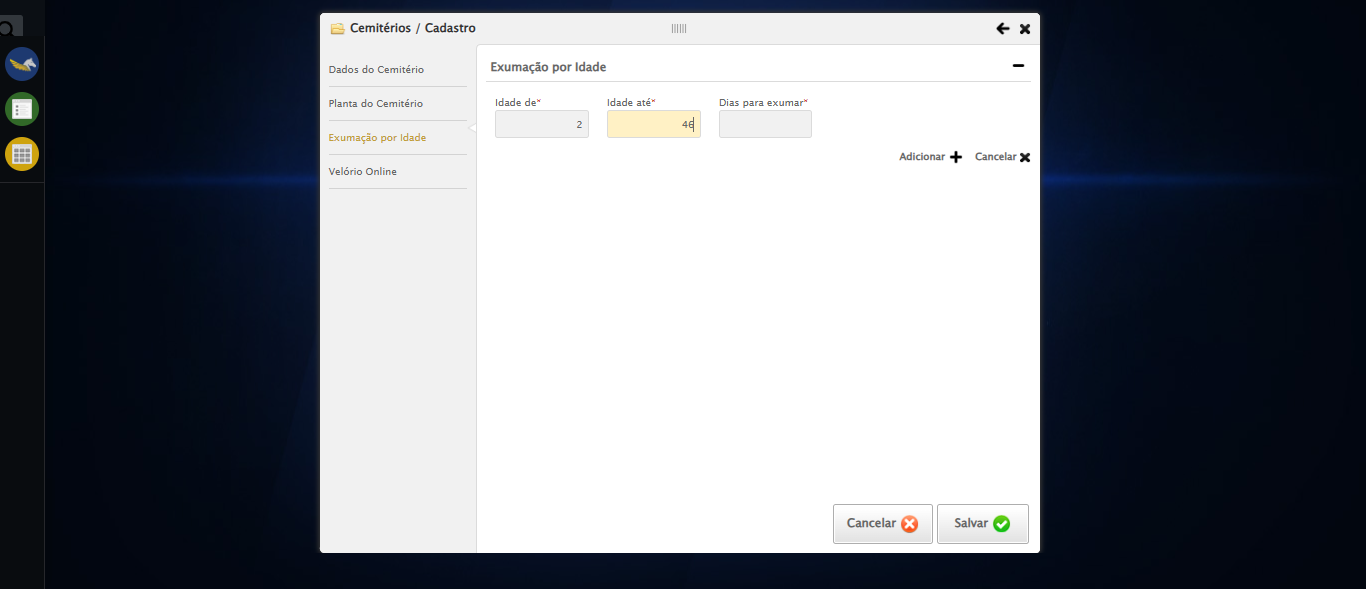 Cemitérios / Cadastro
Dados do Cemitério
Planta do Cemitério
Exumação por Idade
Velório Online
Exumação por Idade
Idade de* Idade até* Dias para exumar*
2 46
Adicionar Cancelar
Cancelar Salvar